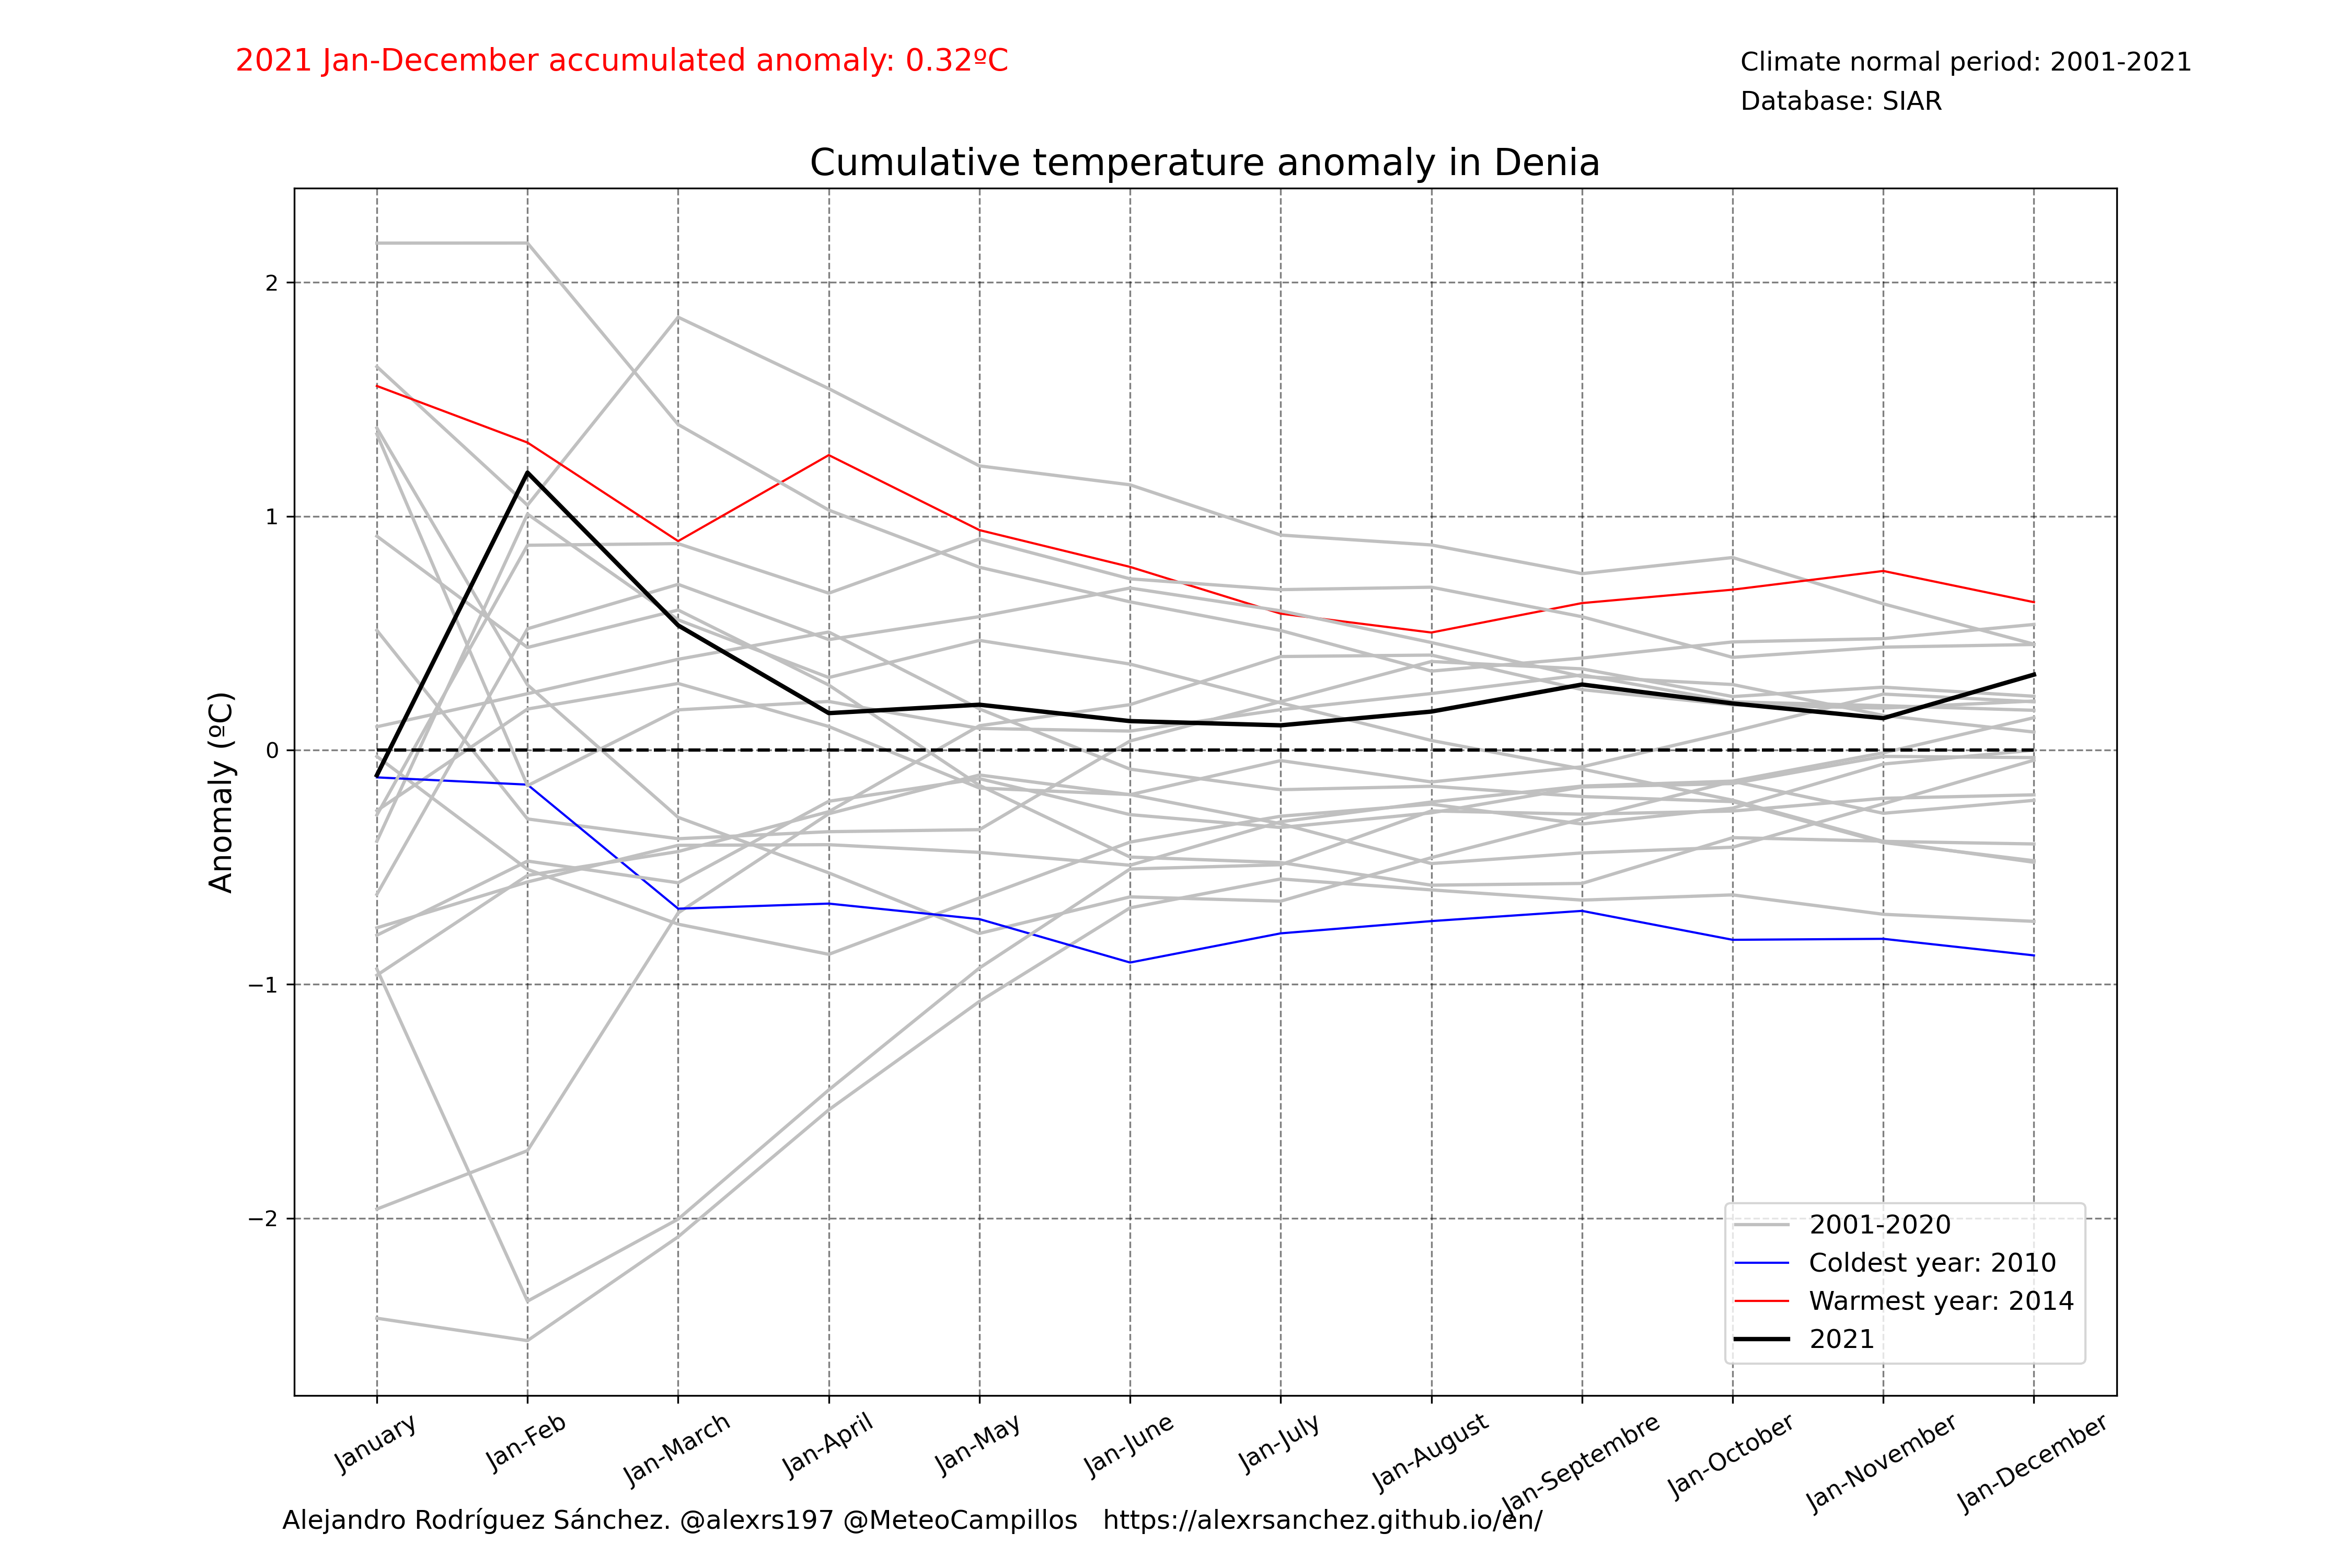 2021 Jan-December accumulated anomaly: 0.32ºC
Climate normal period: 2001-2021
Database: SIAR
Cumulative temperature anomaly in Denia
Anomaly (ºC)
2
1
0
−1
−2
2001-2020
Coldest year: 2010
Warmest year: 2014
2021
January
Jan-Feb
Jan-March
Jan-April
Jan-May
Jan-June
Jan-July
Jan-August
Jan-Septembre
Jan-October
Jan-November
Jan-December
Alejandro Rodríguez Sánchez. @alexrs197 @MeteoCampillos   https://alexrsanchez.github.io/en/